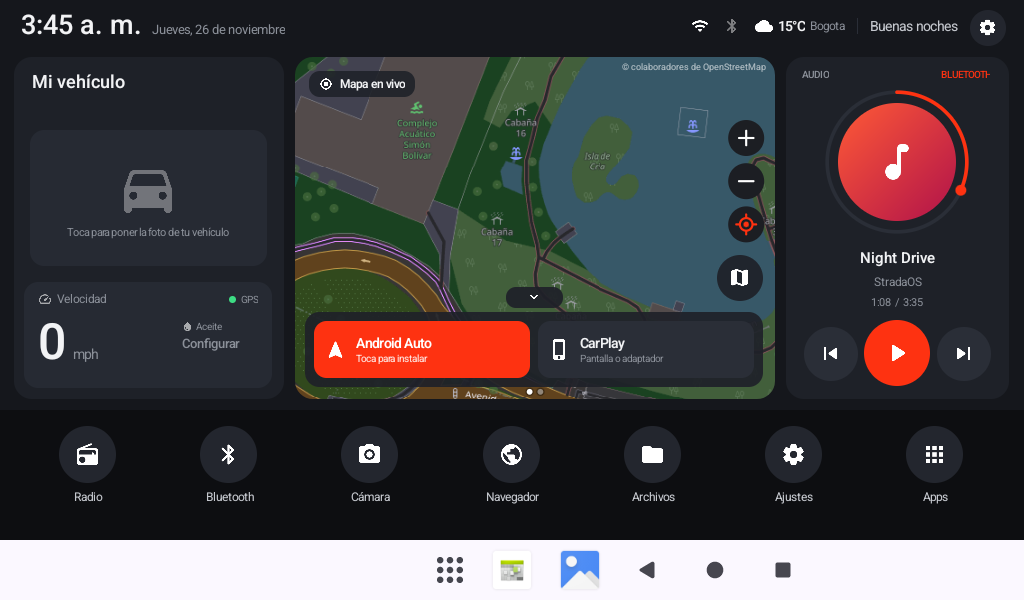 3:45 a. m.
Jueves, 26 de noviembre
15°C
Bogota
Buenas noches
Mi vehículo
Toca para poner la foto de tu vehículo
Velocidad
GPS
0
mph
Aceite
Configurar
Mapa en vivo
© colaboradores de OpenStreetMap
Complejo
Acuático
Simón
Bolívar
Cabaña
16
Isla de
Cabaña
17
Android Auto
Toca para instalar
CarPlay
Pantalla o adaptador
AUDIO
BLUETOOTH
Night Drive
StradaOS
1:08 / 3:35
Radio
Bluetooth
Cámara
Navegador
Archivos
Ajustes
Apps